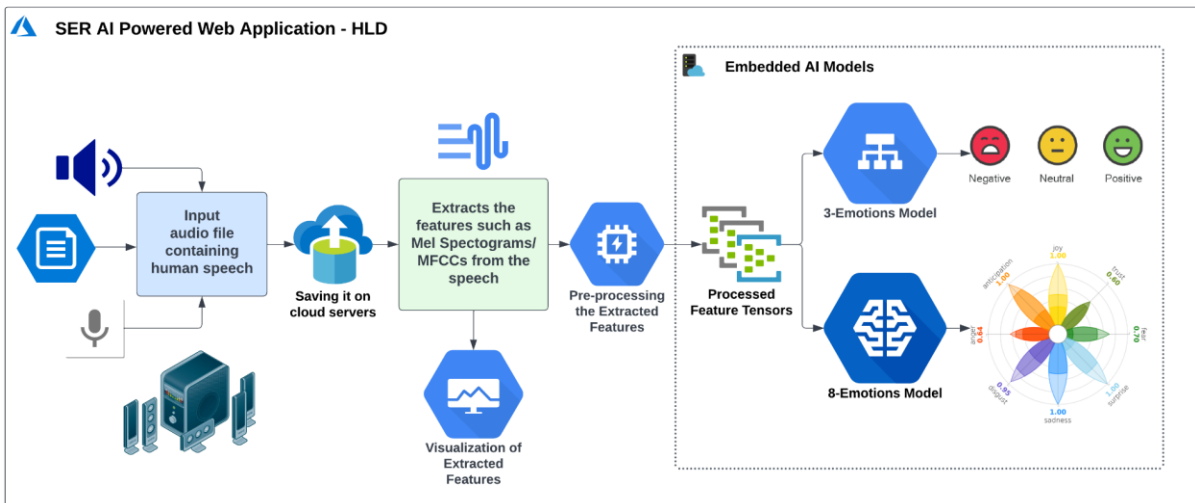 SER AI Powered Web Application - HLD
Input
audio file
containing
human speech
Saving it on
cloud servers
Extracts the
features such as
Mel Spectrograms/
MFCCs from the
speech
Visualization of
Extracted
Features
Pre-processing
the Extracted
Features
Embedded AI Models
Processed
Feature Tensors
3-Emotions Model
Negative
Neutral
Positive
8-Emotions Model
joy
1.00
trust
0.60
fear
0.70
surprise
1.00
sadness
1.00
disgust
0.95
anger
0.64
anticipation
1.00